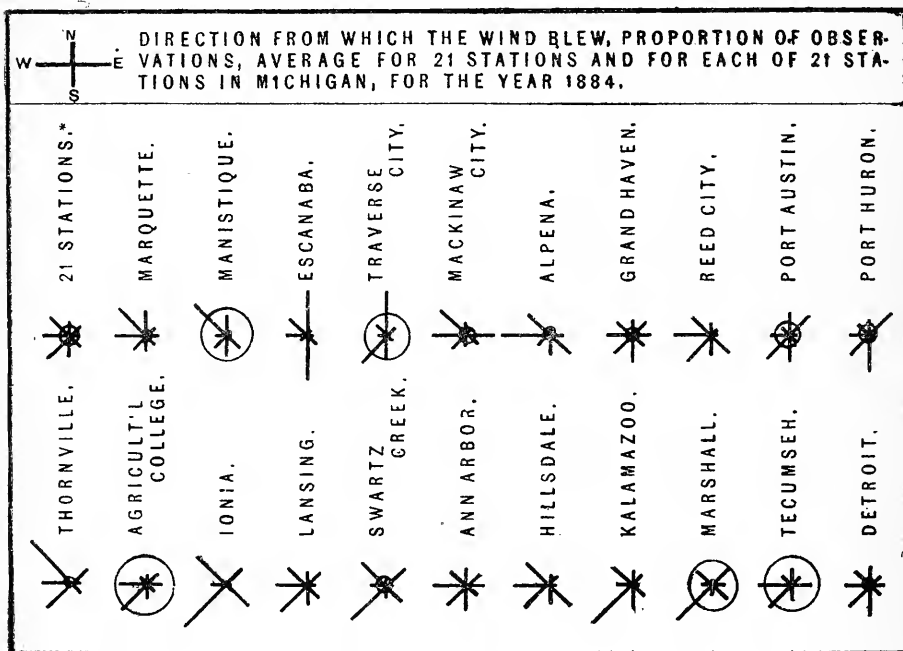 N
W E
S
DIRECTION FROM WHICH THE WIND BLEW, PROPORTION OF OBSER-
VATIONS, AVERAGE FOR 21 STATIONS AND FOR EACH OF 21 STA-
TIONS IN MICHIGAN, FOR THE YEAR 1884.
21 STATIONS.*
MARQUETTE.
MANISTIQUE.
ESCANABA.
TRAVERSE
CITY.
MACKINAW
CITY.
ALPENA.
GRAND HAVEN.
REED CITY.
PORT AUSTIN.
PORT HURON.
THORNVILLE.
AGRICULT'L
COLLEGE.
IONIA.
LANSING.
SWARTZ
CREEK.
ANN ARBOR.
HILLSDALE.
KALAMAZOO.
MARSHALL.
TECUMSEH.
DETROIT.